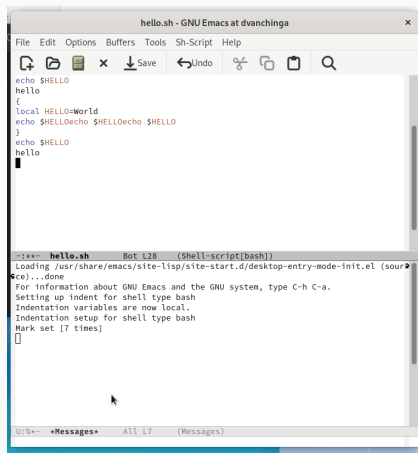 hello.sh - GNU Emacs at dvanchinga ×
File Edit Options Buffers Tools Sh-Script Help
Save Undo
echo $HELLO
hello
{
local HELLO=World
echo $HELLOecho $HELLOecho $HELLO
}
echo $HELLO
hello
-:**- hello.sh Bot L28 (Shell-script[bash])
Loading /usr/share/emacs/site-lisp/site-start.d/desktop-entry-mode-init.el (sour
ce)...done
For information about GNU Emacs and the GNU system, type C-h C-a.
Setting up indent for shell type bash
Indentation variables are now local.
Indentation setup for shell type bash
Mark set [7 times]
U:%*- *Messages* All L7 (Messages)